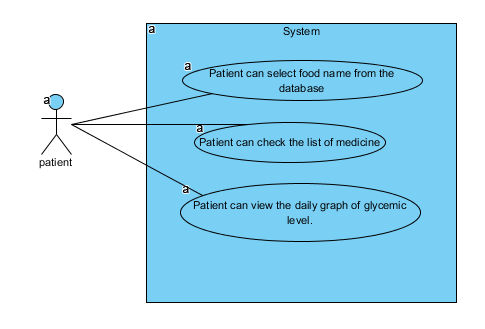 a
System
a
Patient can select food name from the
database
a
patient
a
Patient can check the list of medicine
a
Patient can view the daily graph of glycemic
level.